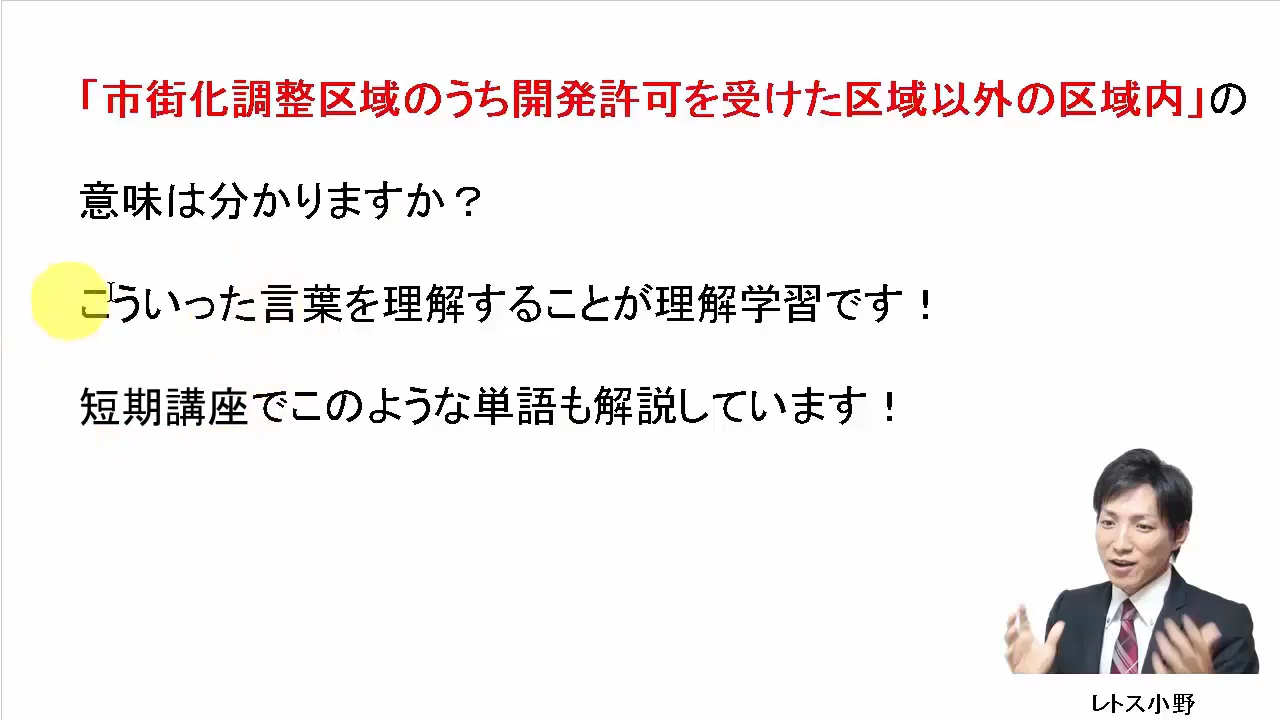 「市街化調整区域のうち開発許可を受けた区域以外の区域内」の
意味は分かりますか？
こういった言葉を理解することが理解学習です！
短期講座でこのような単語も解説しています！
レトス小野